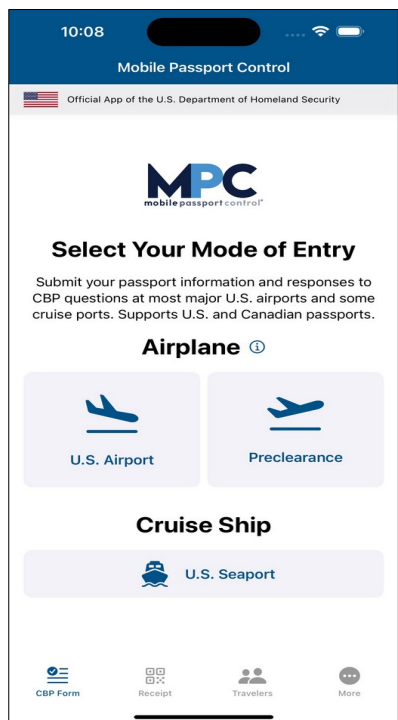 10:08
Mobile Passport Control
Official App of the U.S. Department of Homeland Security
MPC
mobile passport control®
Select Your Mode of Entry
Submit your passport information and responses to
CBP questions at most major U.S. airports and some
cruise ports. Supports U.S. and Canadian passports.
Airplane
U.S. Airport
Preclearance
Cruise Ship
U.S. Seaport
CBP Form
Receipt
Travelers
More